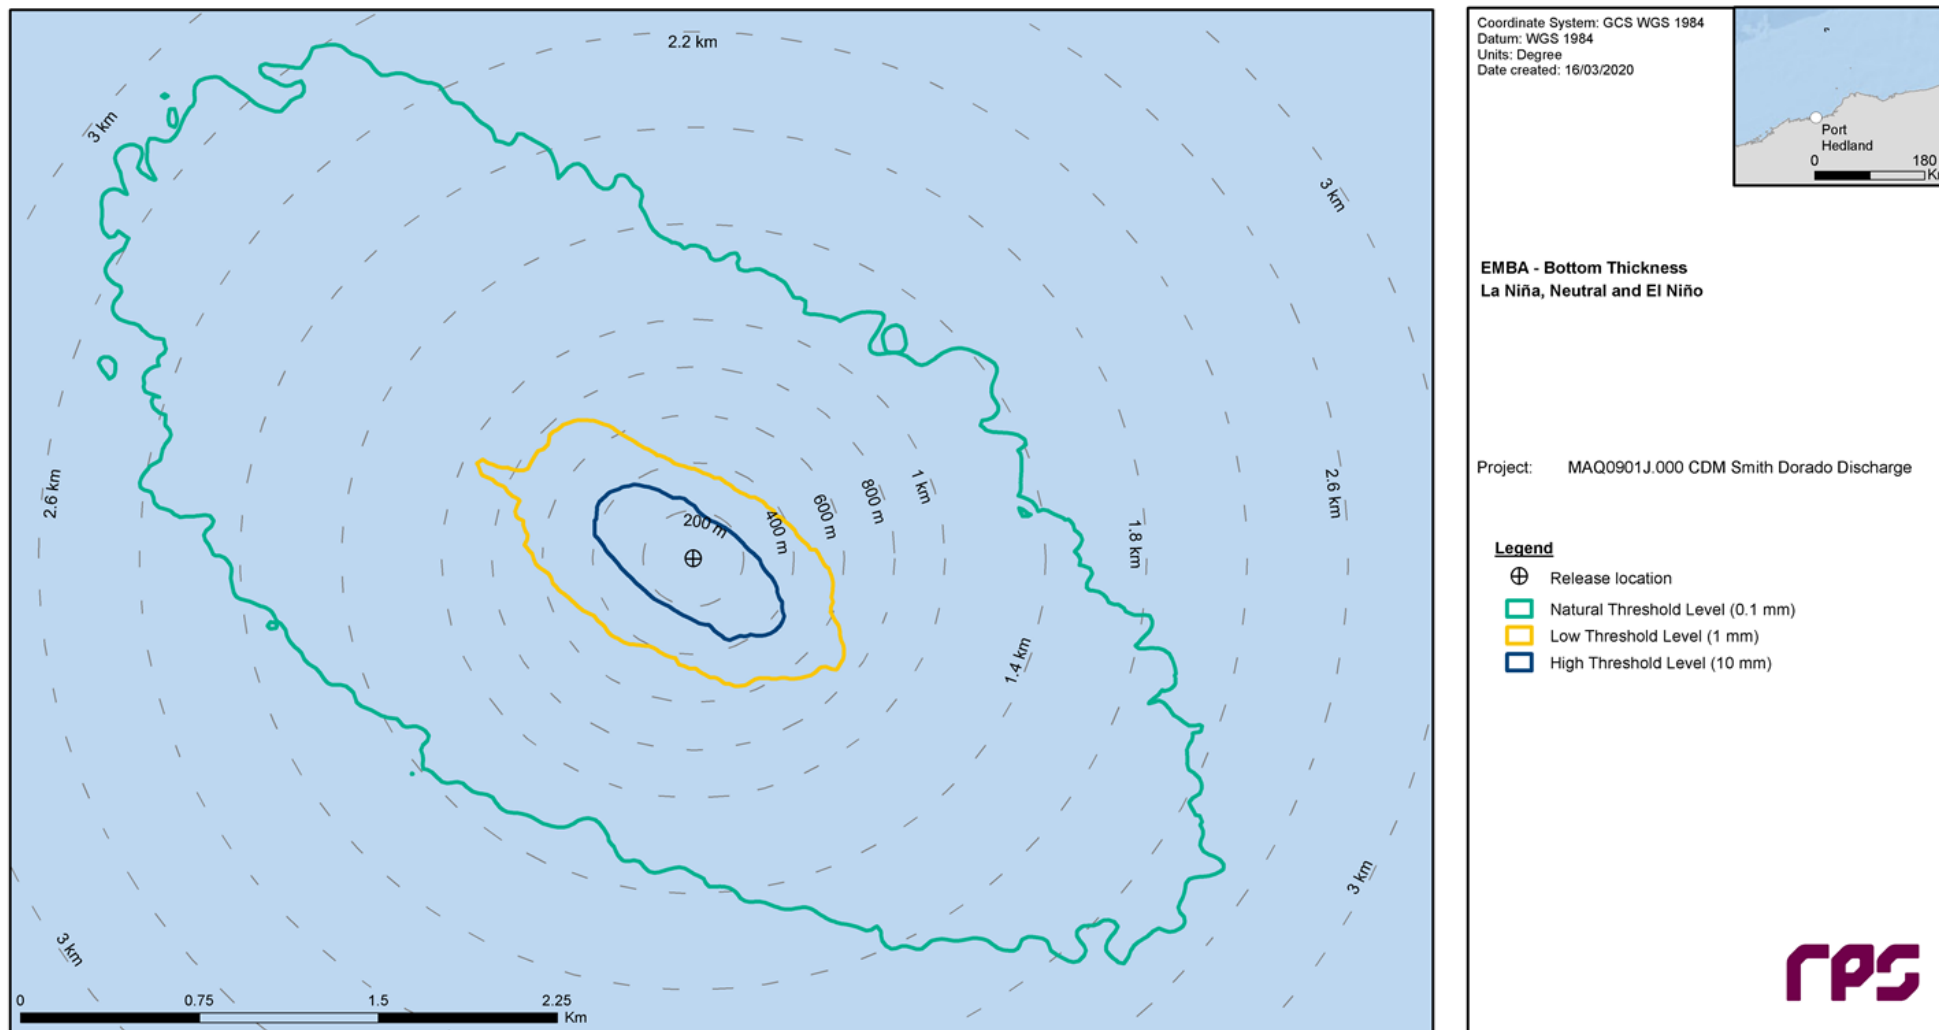 2.2 km
3 km
3 km
2.6 km
200 m
400 m
600 m
800 m
1 km
1.4 km
1.8 km
2.6 km
3 km
3 km
0 0.75 1.5 2.25
Km
Coordinate System: GCS WGS 1984
Datum: WGS 1984
Units: Degree
Date created: 16/03/2020
Port
Hedland
0 180
EMBA - Bottom Thickness
La Niña, Neutral and El Niño
Project: MAQ0901J.000 CDM Smith Dorado Discharge
Legend
Release location
Natural Threshold Level (0.1 mm)
Low Threshold Level (1 mm)
High Threshold Level (10 mm)
rps